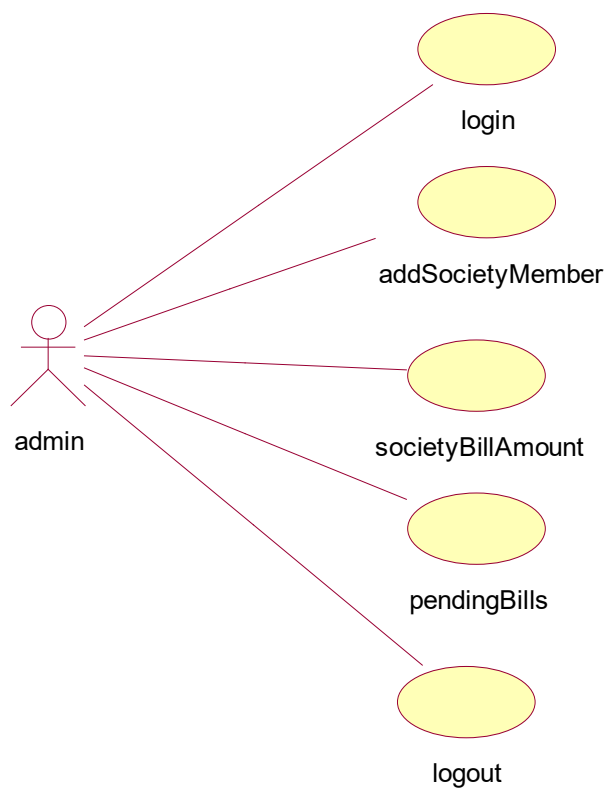 login
addSocietyMember
admin
societyBillAmount
pendingBills
logout